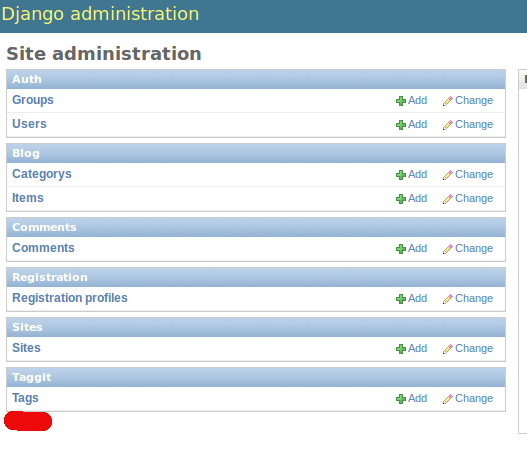 Django administration
Site administration
Auth
Groups Add Change
Users Add Change
Blog
Categorys Add Change
Items Add Change
Comments
Comments Add Change
Registration
Registration profiles Add Change
Sites
Sites Add Change
Taggit
Tags Add Change